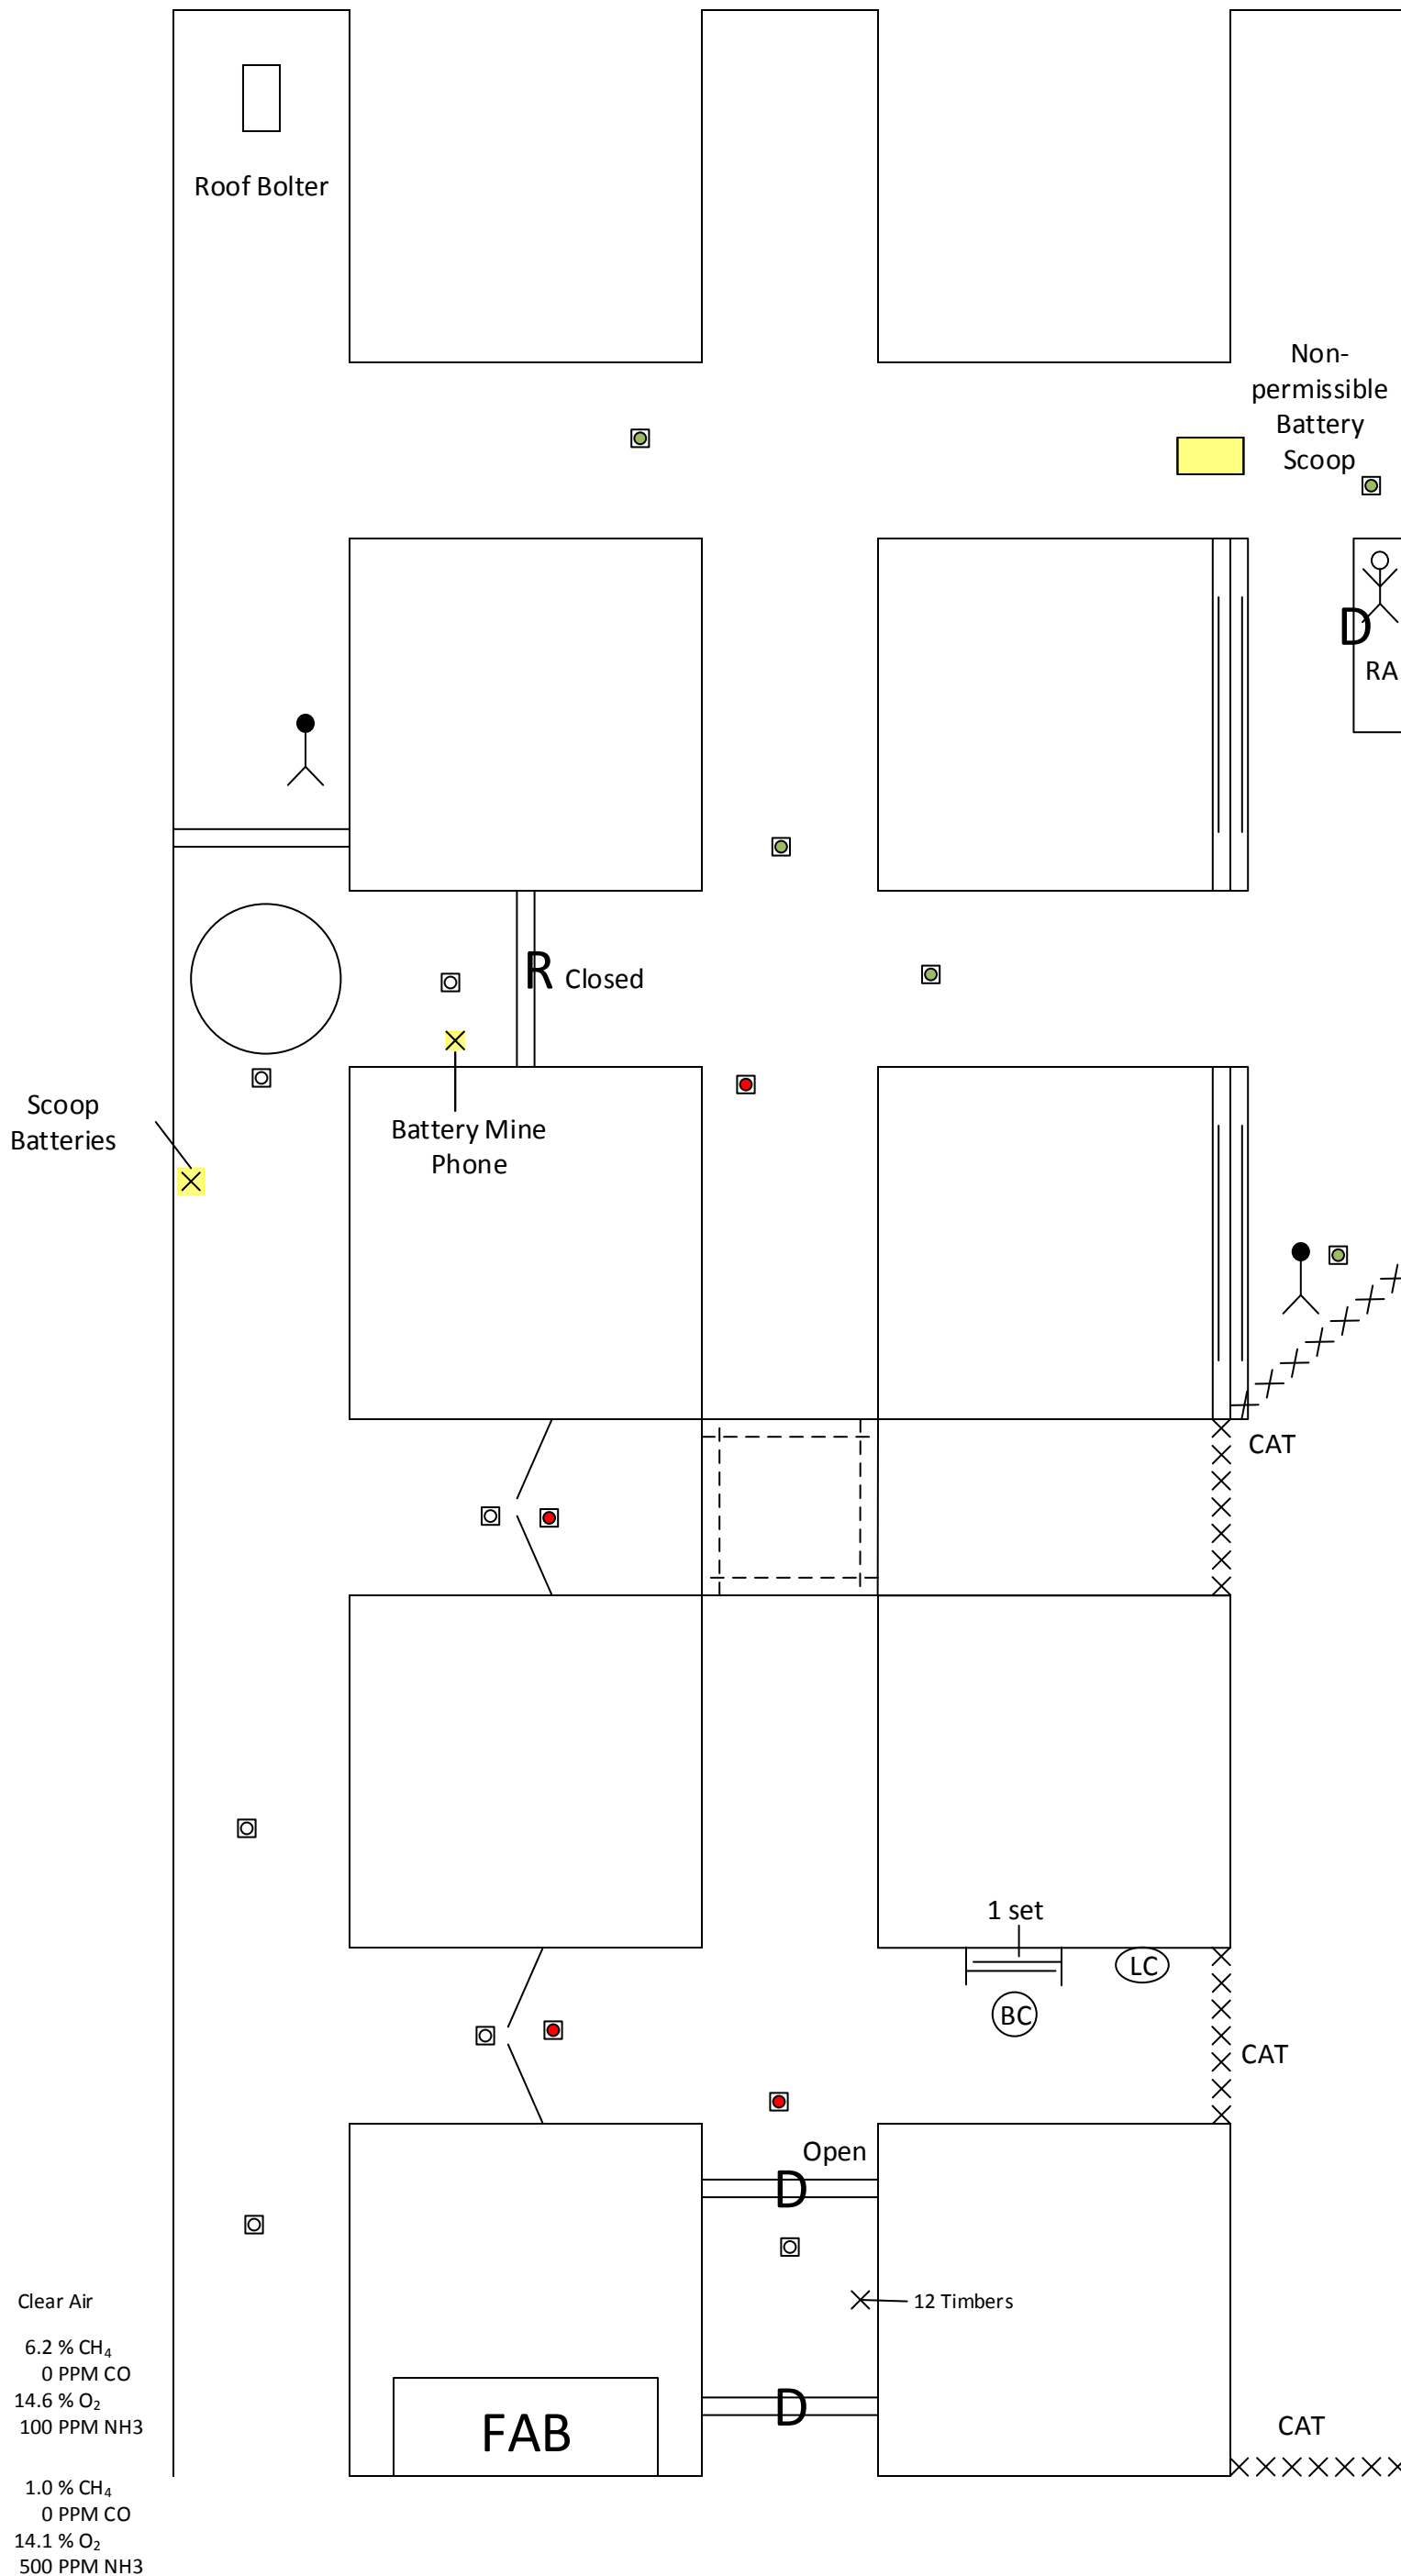 Roof Bolter
Non-
permissible
Battery
Scoop
D
RA
R Closed
Scoop
Batteries
Battery Mine
Phone
CAT
1 set
LC
BC
CAT
Open
D
12 Timbers
Clear Air
6.2 % CH₄
0 PPM CO
14.6 % O₂
100 PPM NH3
D
FAB
CAT
1.0 % CH₄
0 PPM CO
14.1 % O₂
500 PPM NH3